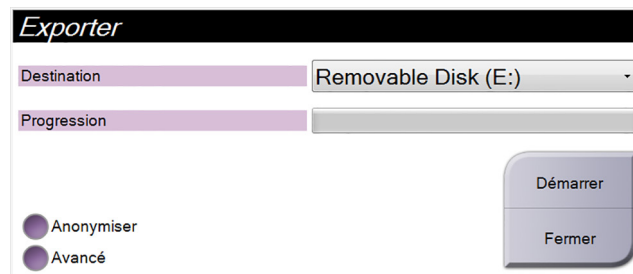 Exporter
Destination
Removable Disk (E:)
Progression
Démarrer
Anonymiser
Fermer
Avancé